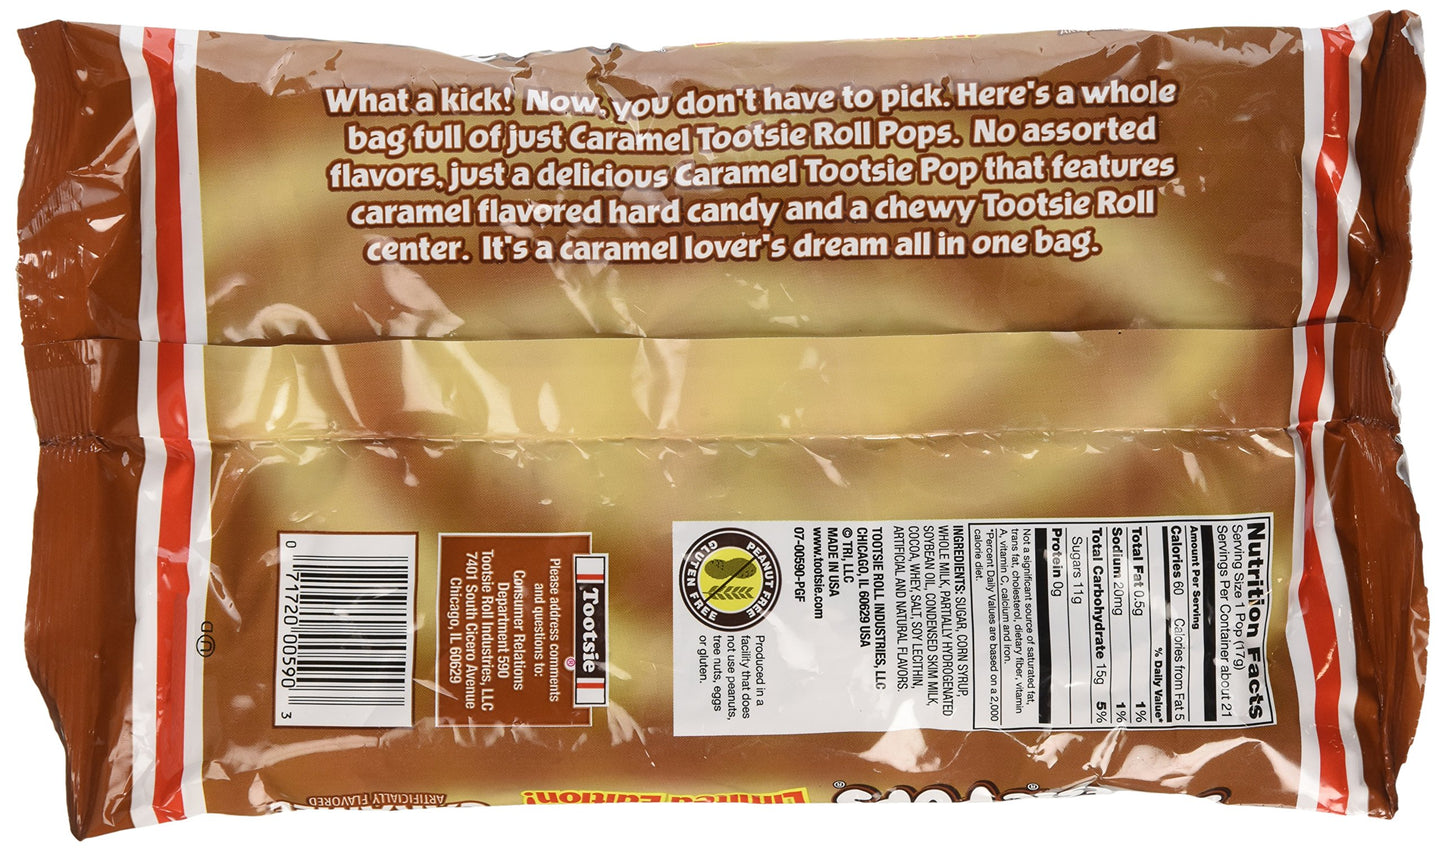 What a kick! Now, you don't have to pick. Here's a whole
bag full of just Caramel Tootsie Roll Pops. No assorted
flavors, just a delicious Caramel Tootsie Pop that features
caramel flavored hard candy and a chewy Tootsie Roll
center. It's a caramel lover's dream all in one bag.
Nutrition Facts
Serving Size 1 Pop (17g)
Servings Per Container about 21
Amount Per Serving
Calories 60 Calories from Fat 5
% Daily Value*
Total Fat 0.5g 1%
Sodium 20mg 1%
Total Carbohydrate 15g 5%
Sugars 11g
Protein 0g
Not a significant source of saturated fat,
trans fat, cholesterol, dietary fiber, vitamin
A, vitamin C, calcium and iron.
*Percent Daily Values are based on a 2,000
calorie diet.
INGREDIENTS: SUGAR, CORN SYRUP,
WHOLE MILK, PARTIALLY HYDROGENATED
SOYBEAN OIL, CONDENSED SKIM MILK,
COCOA, WHEY, SALT, SOY LECITHIN,
ARTIFICIAL AND NATURAL FLAVORS.
TOOTSIE ROLL INDUSTRIES, LLC
CHICAGO, IL 60629 USA
© TRI, LLC
MADE IN USA
www.tootsie.com
07-00590-PGF
PEANUT FREE
GLUTEN FREE
Produced in a
facility that does
not use peanuts,
tree nuts, eggs
or gluten.
Tootsie®
Please address comments
and questions to:
Consumer Relations
Department 590
Tootsie Roll Industries, LLC
7401 South Cicero Avenue
Chicago, IL 60629
0 71720 00590 3
U D
Limited Edition!
ARTIFICIALLY FLAVORED